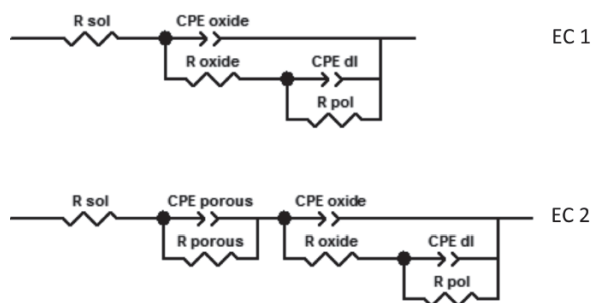 R sol CPE oxide EC 1
R oxide CPE dl
R pol
R sol CPE porous CPE oxide EC 2
R porous R oxide CPE dl
R pol